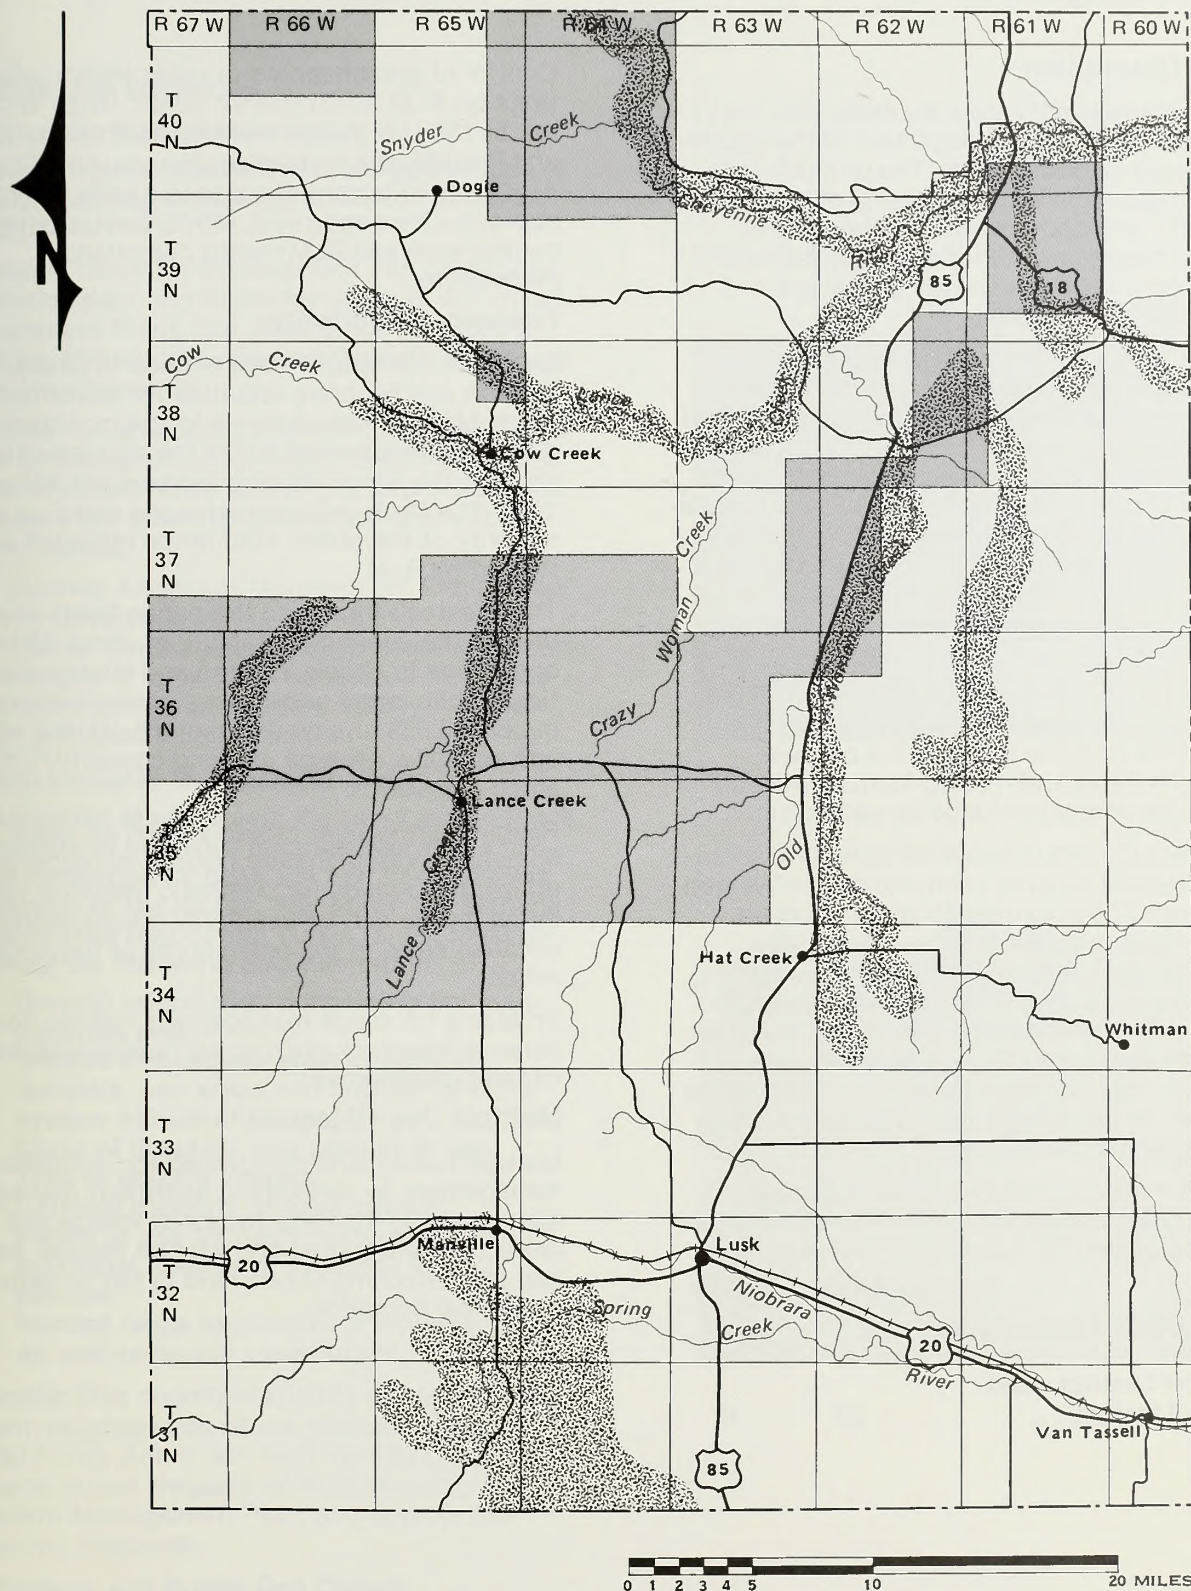 R 67 W R 66 W R 65 W R 64 W R 63 W R 62 W R 61 W R 60 W
N
T
40
N
Snyder Creek
Dogie
Cheyenne
River
T
39
N
85
18
Cow Creek
T
38
N
Lance
Creek
Cow Creek
T
37
N
Crazy Woman Creek
Old Woman Creek
T
36
N
Lance Creek
T
35
N
Lance Creek
Hat Creek
T
34
N
Whitman
T
33
N
Manville
Lusk
20
T
32
N
Niobrara
River
Spring
Creek
20
T
31
N
Van Tassell
85
0 1 2 3 4 5 10 20 MILES